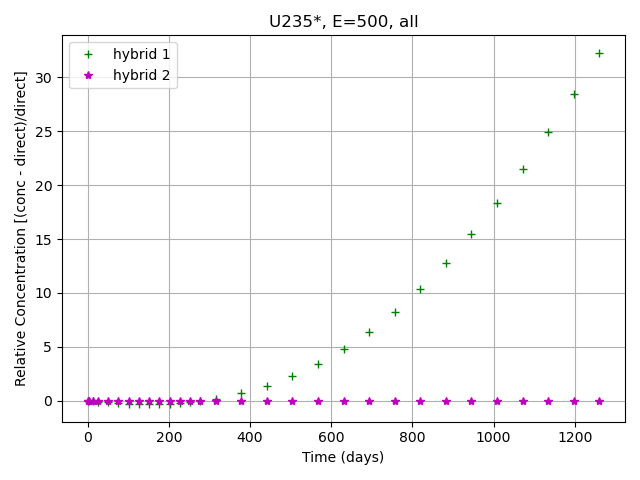 U235*, E=500, all
hybrid 1
hybrid 2
Relative Concentration [(conc - direct)/direct]
30
25
20
15
10
5
0
0 200 400 600 800 1000 1200
Time (days)